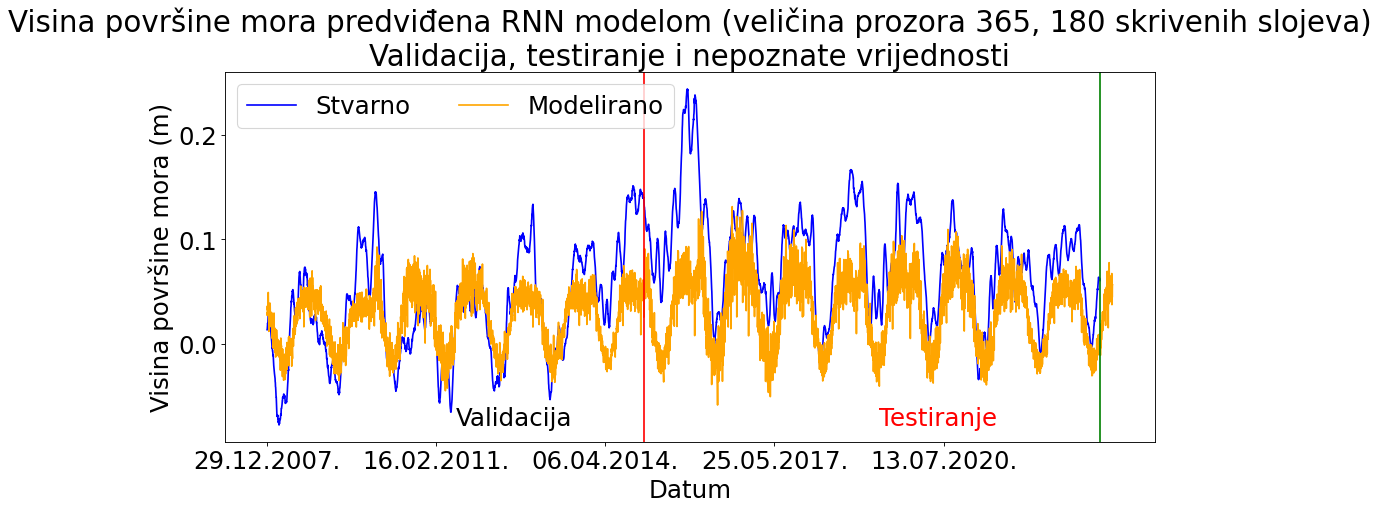 Visina površine mora predviđena RNN modelom (veličina prozora 365, 180 skrivenih slojeva)
Validacija, testiranje i nepoznate vrijednosti
Stvarno
Modelirano
Visina površine mora (m)
0.2
0.1
0.0
Validacija
Testiranje
29.12.2007.
16.02.2011.
06.04.2014.
25.05.2017.
13.07.2020.
Datum